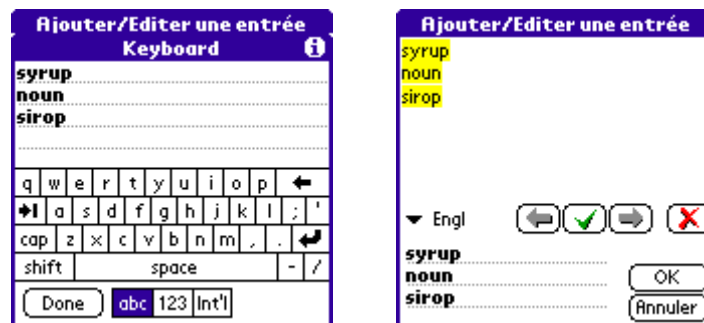 Ajouter/Editer une entrée
Keyboard
syrup
noun
sirop
q w e r t y u i o p
a s d f g h j k l ; '
cap z x c v b n m , .
shift space - /
Done abc 123 Int'l
Ajouter/Editer une entrée
syrup
noun
sirop
Engl
syrup
noun
sirop
OK
Annuler